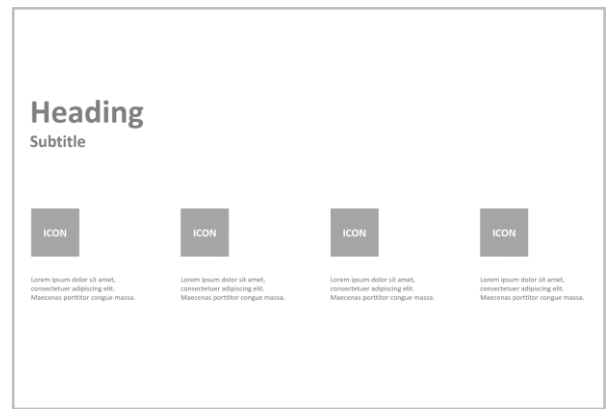 Heading
Subtitle
ICON
ICON
ICON
ICON
Lorem ipsum dolor sit amet,
consectetuer adipiscing elit.
Maecenas porttitor congue massa.
Lorem ipsum dolor sit amet,
consectetuer adipiscing elit.
Maecenas porttitor congue massa.
Lorem ipsum dolor sit amet,
consectetuer adipiscing elit.
Maecenas porttitor congue massa.
Lorem ipsum dolor sit amet,
consectetuer adipiscing elit.
Maecenas porttitor congue massa.